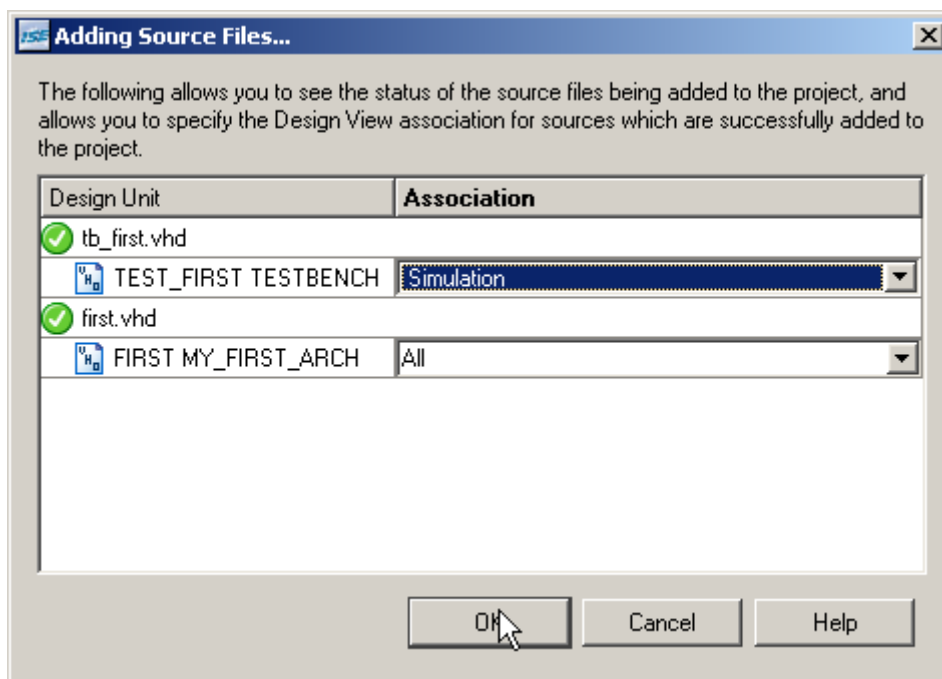 ISE Adding Source Files...
The following allows you to see the status of the source files being added to the project, and
allows you to specify the Design View association for sources which are successfully added to
the project.
Design Unit Association
tb_first.vhd
TEST_FIRST TESTBENCH Simulation
first.vhd
FIRST MY_FIRST_ARCH All
OK Cancel Help